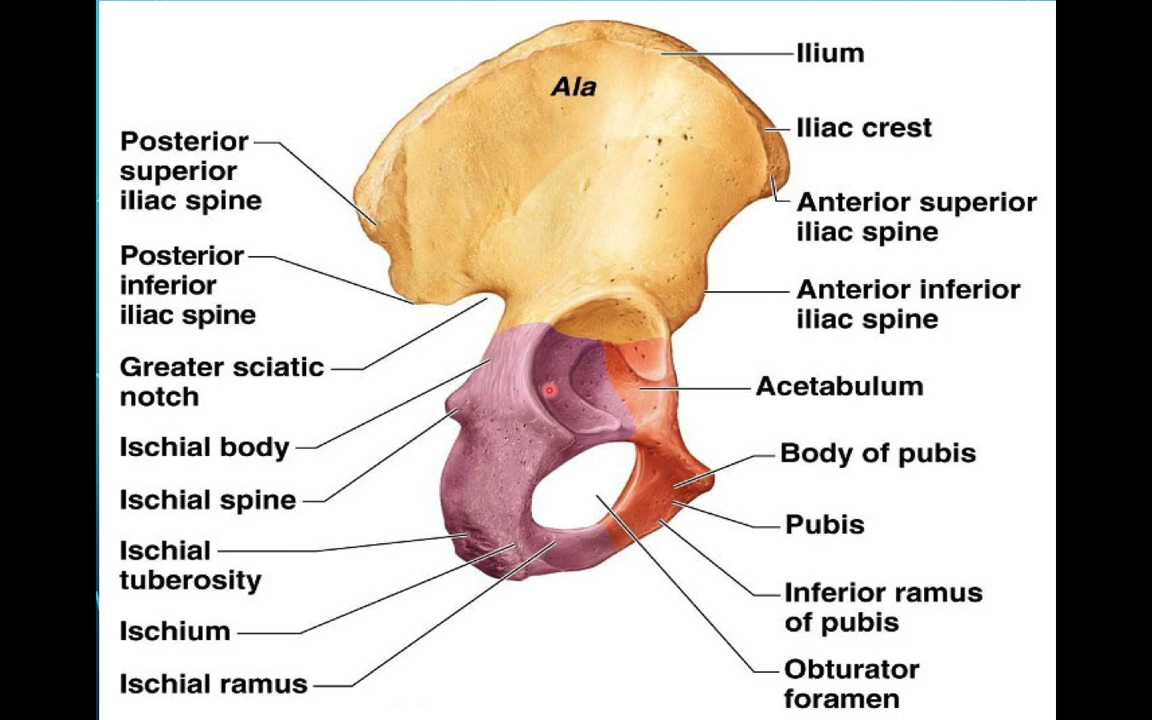 Ala
Posterior
superior
iliac spine
Posterior
inferior
iliac spine
Greater sciatic
notch
Ischial body
Ischial spine
Ischial
tuberosity
Ischium
Ischial ramus
Ilium
Iliac crest
Anterior superior
iliac spine
Anterior inferior
iliac spine
Acetabulum
Body of pubis
Pubis
Inferior ramus
of pubis
Obturator
foramen